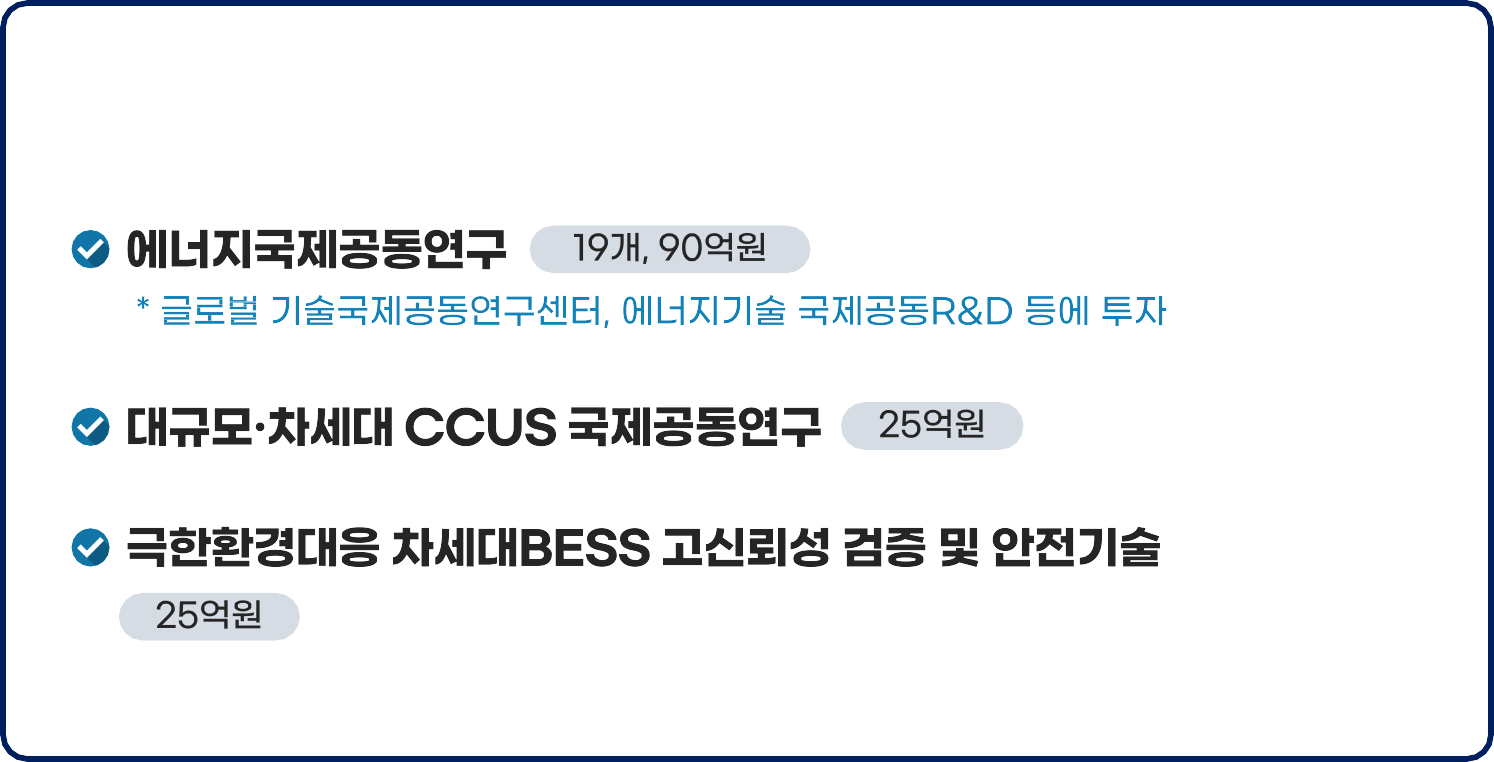 에너지국제공동연구 19개, 90억원
* 글로벌 기술국제공동연구센터, 에너지기술 국제공동R&D 등에 투자
대규모·차세대 CCUS 국제공동연구 25억원
극한환경대응 차세대BESS 고신뢰성 검증 및 안전기술
25억원